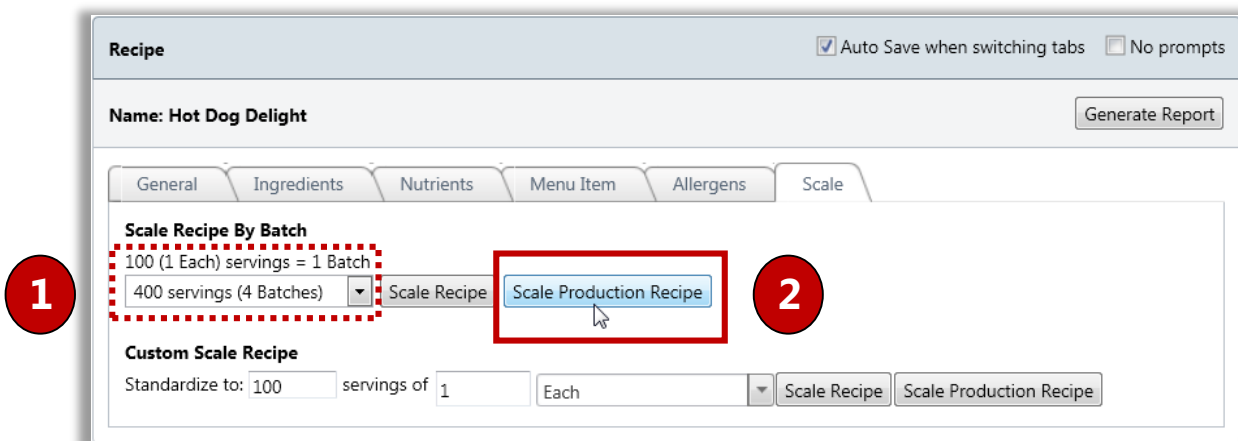 Recipe Auto Save when switching tabs No prompts
Name: Hot Dog Delight Generate Report
General Ingredients Nutrients Menu Item Allergens Scale
Scale Recipe By Batch
100 (1 Each) servings = 1 Batch
1 400 servings (4 Batches) Scale Recipe Scale Production Recipe 2
Custom Scale Recipe
Standardize to: 100 servings of 1 Each Scale Recipe Scale Production Recipe